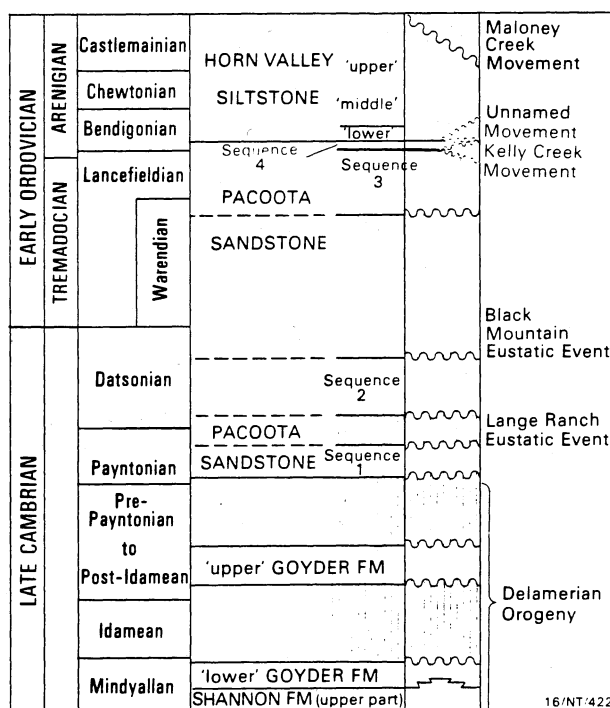 EARLY ORDOVICIAN
LATE CAMBRIAN
ARENIGIAN
TREMADOCIAN
Castlemainian
Chewtonian
Bendigonian
Lancefieldian
Warendian
Datsonian
Payntonian
Pre-
Payntonian
to
Post-Idamean
Idamean
Mindyallan
HORN VALLEY 'upper'
SILTSTONE 'middle'
'lower'
Sequence
4
Sequence
3
PACOOTA
SANDSTONE
Sequence
2
PACOOTA
SANDSTONE Sequence
1
'upper' GOYDER FM
'lower' GOYDER FM
SHANNON FM (upper part)
Maloney
Creek
Movement
Unnamed
Movement
Kelly Creek
Movement
Black
Mountain
Eustatic Event
Lange Ranch
Eustatic Event
Delamerian
Orogeny
16/NT/422